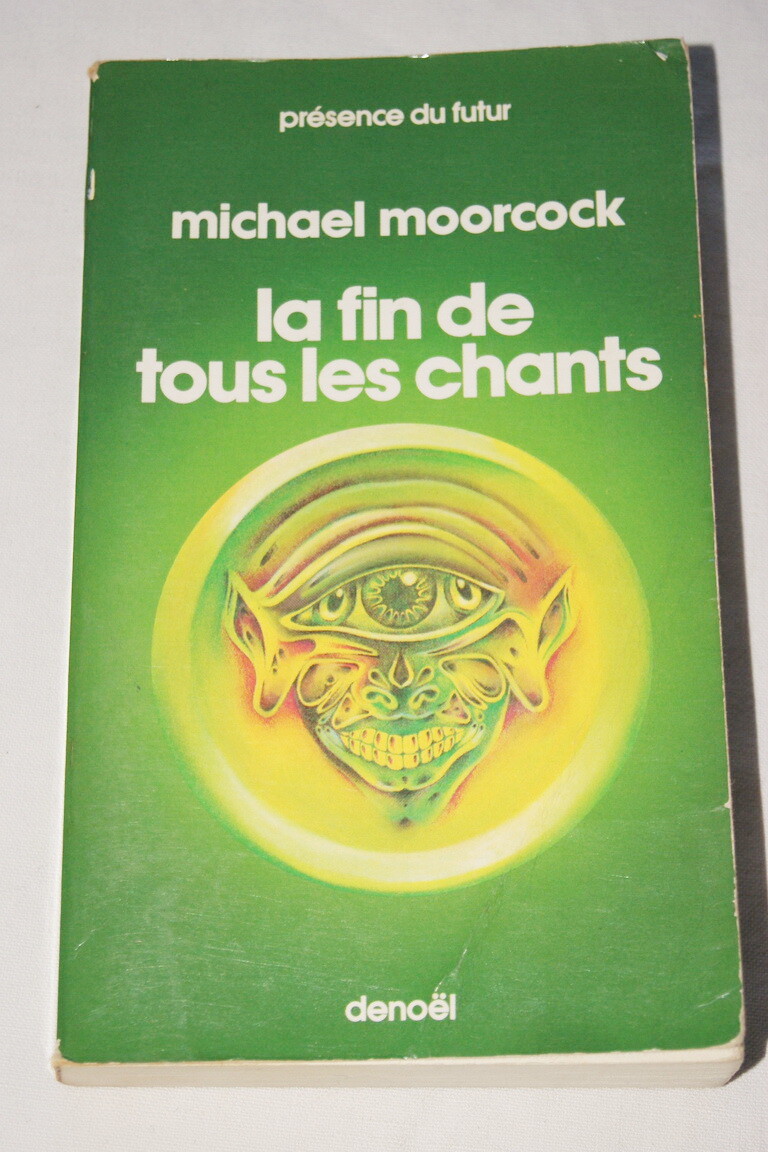 présence du futur
michael moorcock
la fin de
tous les chants
denoël